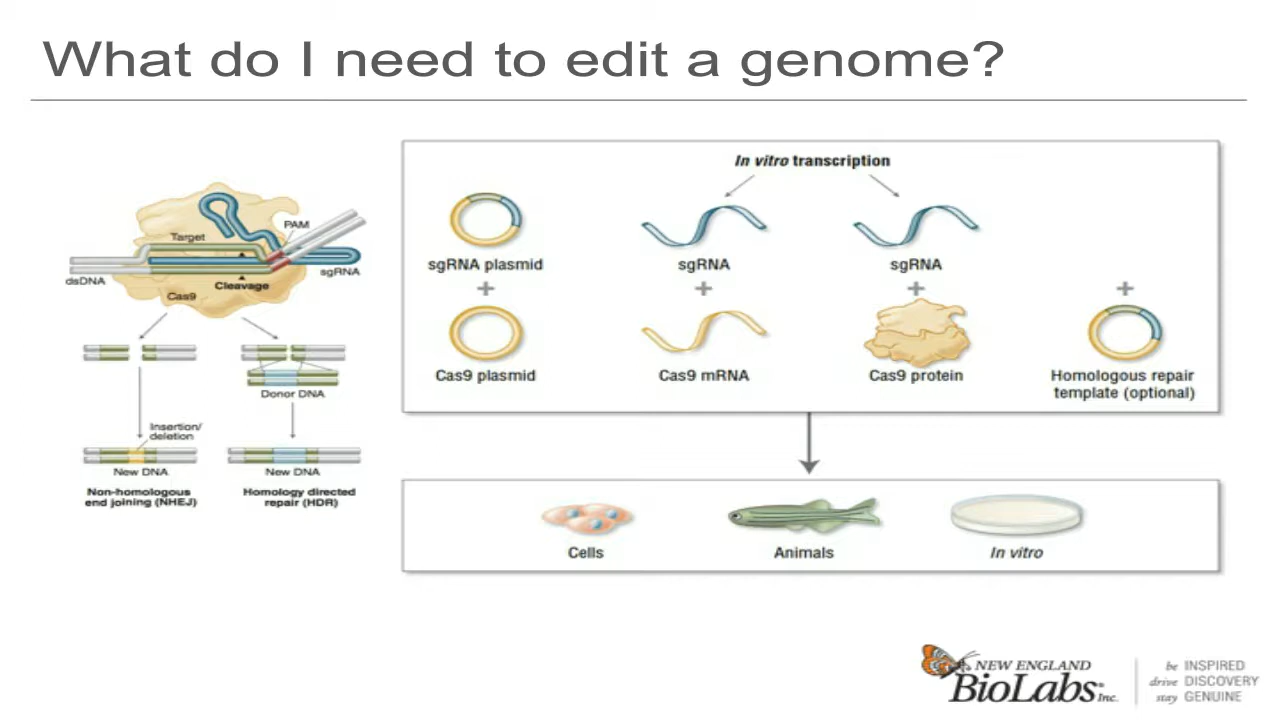 What do I need to edit a genome?
PAM
Target
sgRNA
dsDNA
Cleavage
Cas9
Donor DNA
Insertion/
deletion
New DNA
New DNA
Non-homologous
end joining (NHEJ)
Homology directed
repair (HDR)
In vitro transcription
sgRNA plasmid
sgRNA
sgRNA
+
+
+
+
Cas9 plasmid
Cas9 mRNA
Cas9 protein
Homologous repair
template (optional)
Cells
Animals
In vitro
NEW ENGLAND
BioLabs Inc.
be INSPIRED
drive DISCOVERY
stay GENUINE